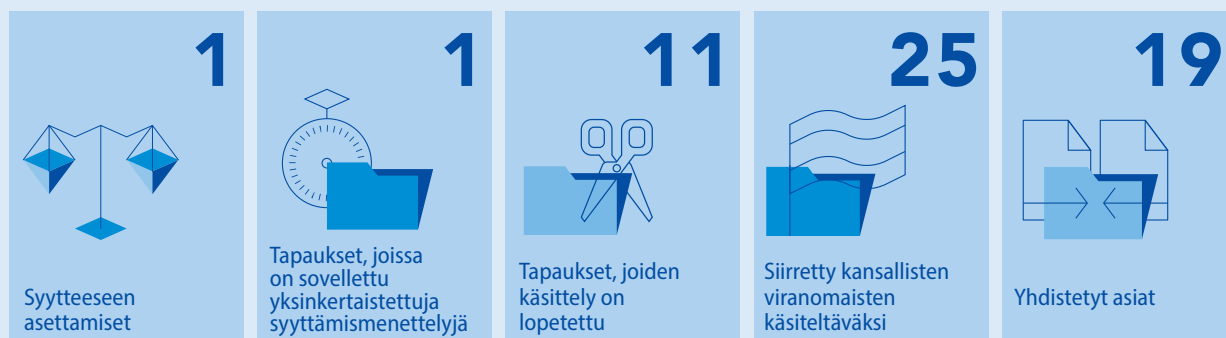 1
Syytteeseen
asettamiset
1
Tapaukset, joissa
on sovellettu
yksinkertaistettuja
syyttämismenettelyjä
11
Tapaukset, joiden
käsittely on
lopetettu
25
Siirretty kansallisten
viranomaisten
käsiteltäväksi
19
Yhdistetyt asiat